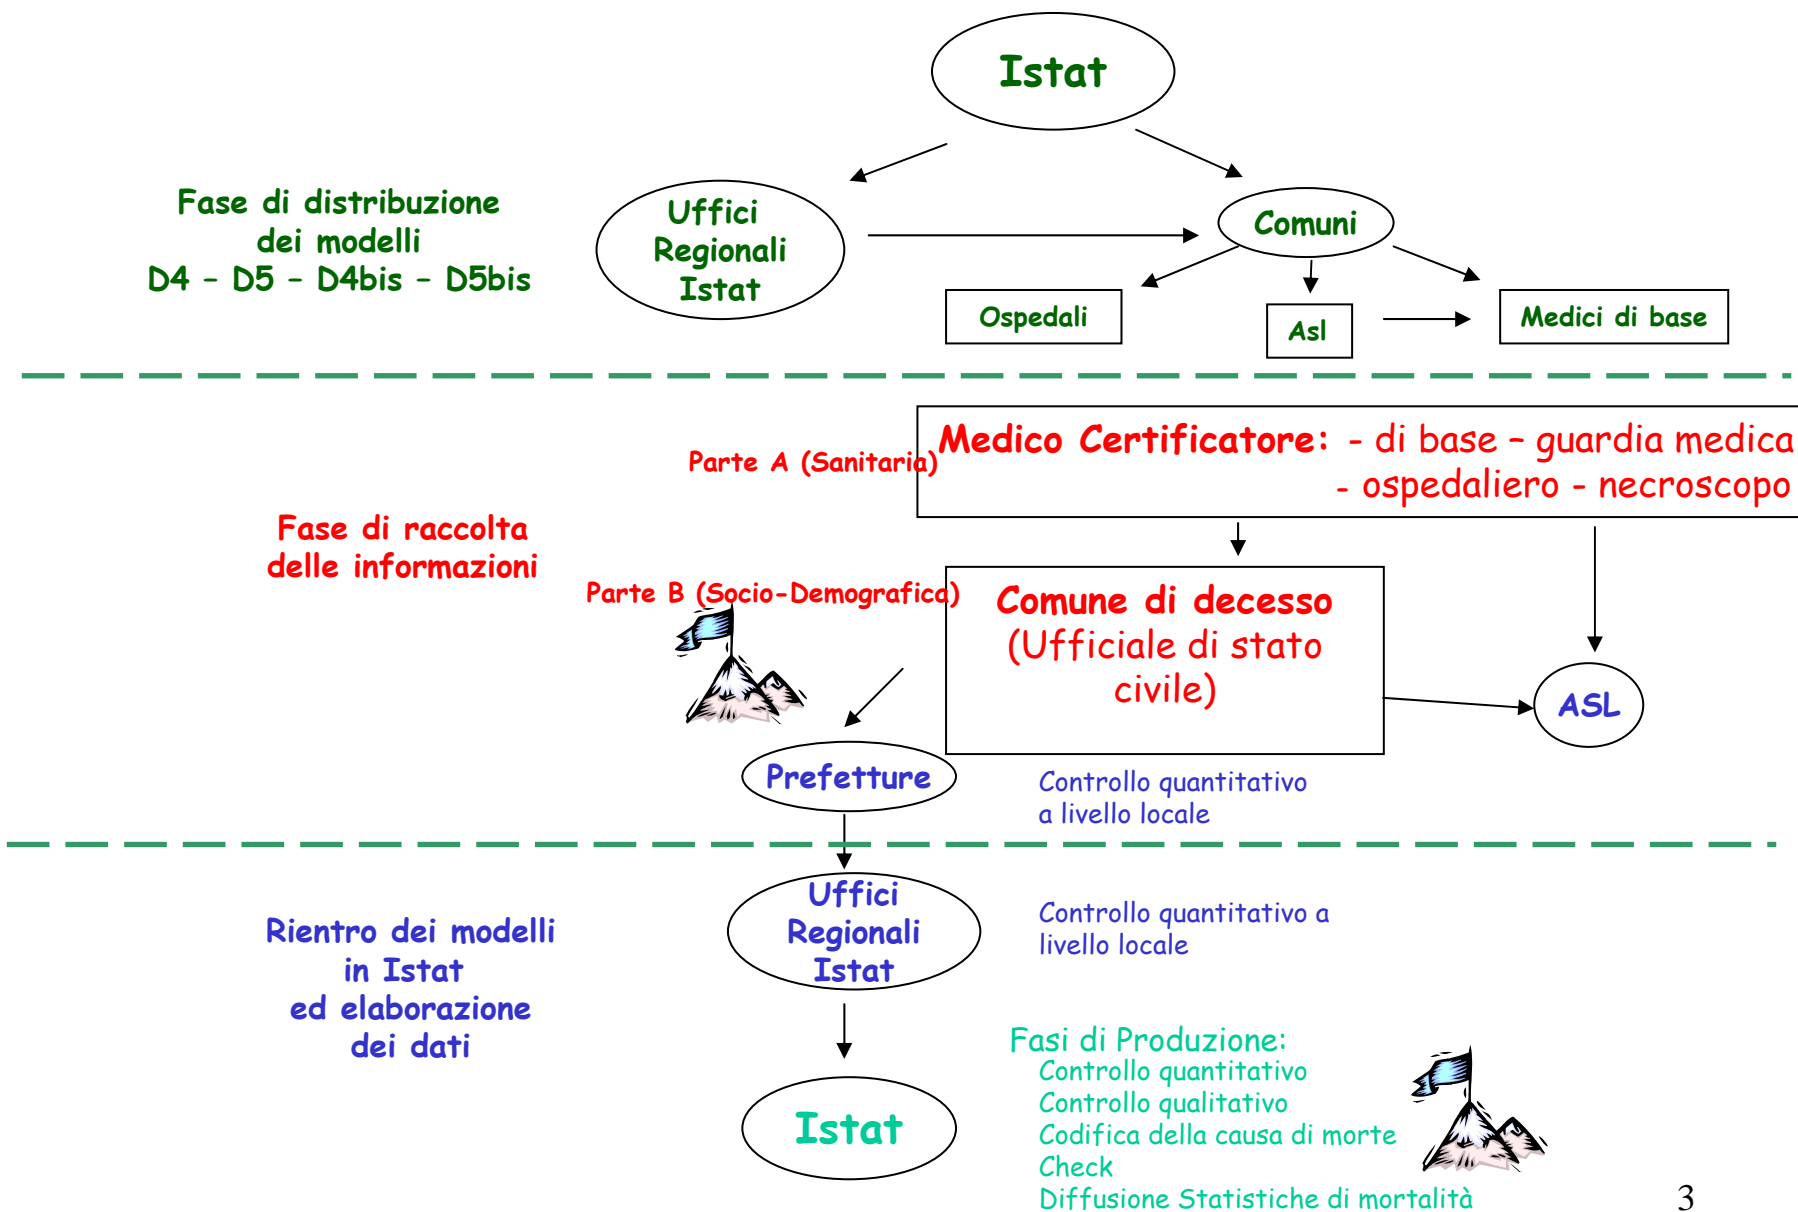 Istat
Fase di distribuzione
dei modelli
D4 – D5 – D4bis – D5bis
Uffici
Regionali
Istat
Comuni
Ospedali
Asl
Medici di base
Parte A (Sanitaria)
Medico Certificatore: - di base – guardia medica
- ospedaliero - necroscopo
Fase di raccolta
delle informazioni
Parte B (Socio-Demografica)
Comune di decesso
(Ufficiale di stato
civile)
ASL
Prefetture
Controllo quantitativo
a livello locale
Rientro dei modelli
in Istat
ed elaborazione
dei dati
Uffici
Regionali
Istat
Controllo quantitativo a
livello locale
Istat
Fasi di Produzione:
Controllo quantitativo
Controllo qualitativo
Codifica della causa di morte
Check
Diffusione Statistiche di mortalità
3